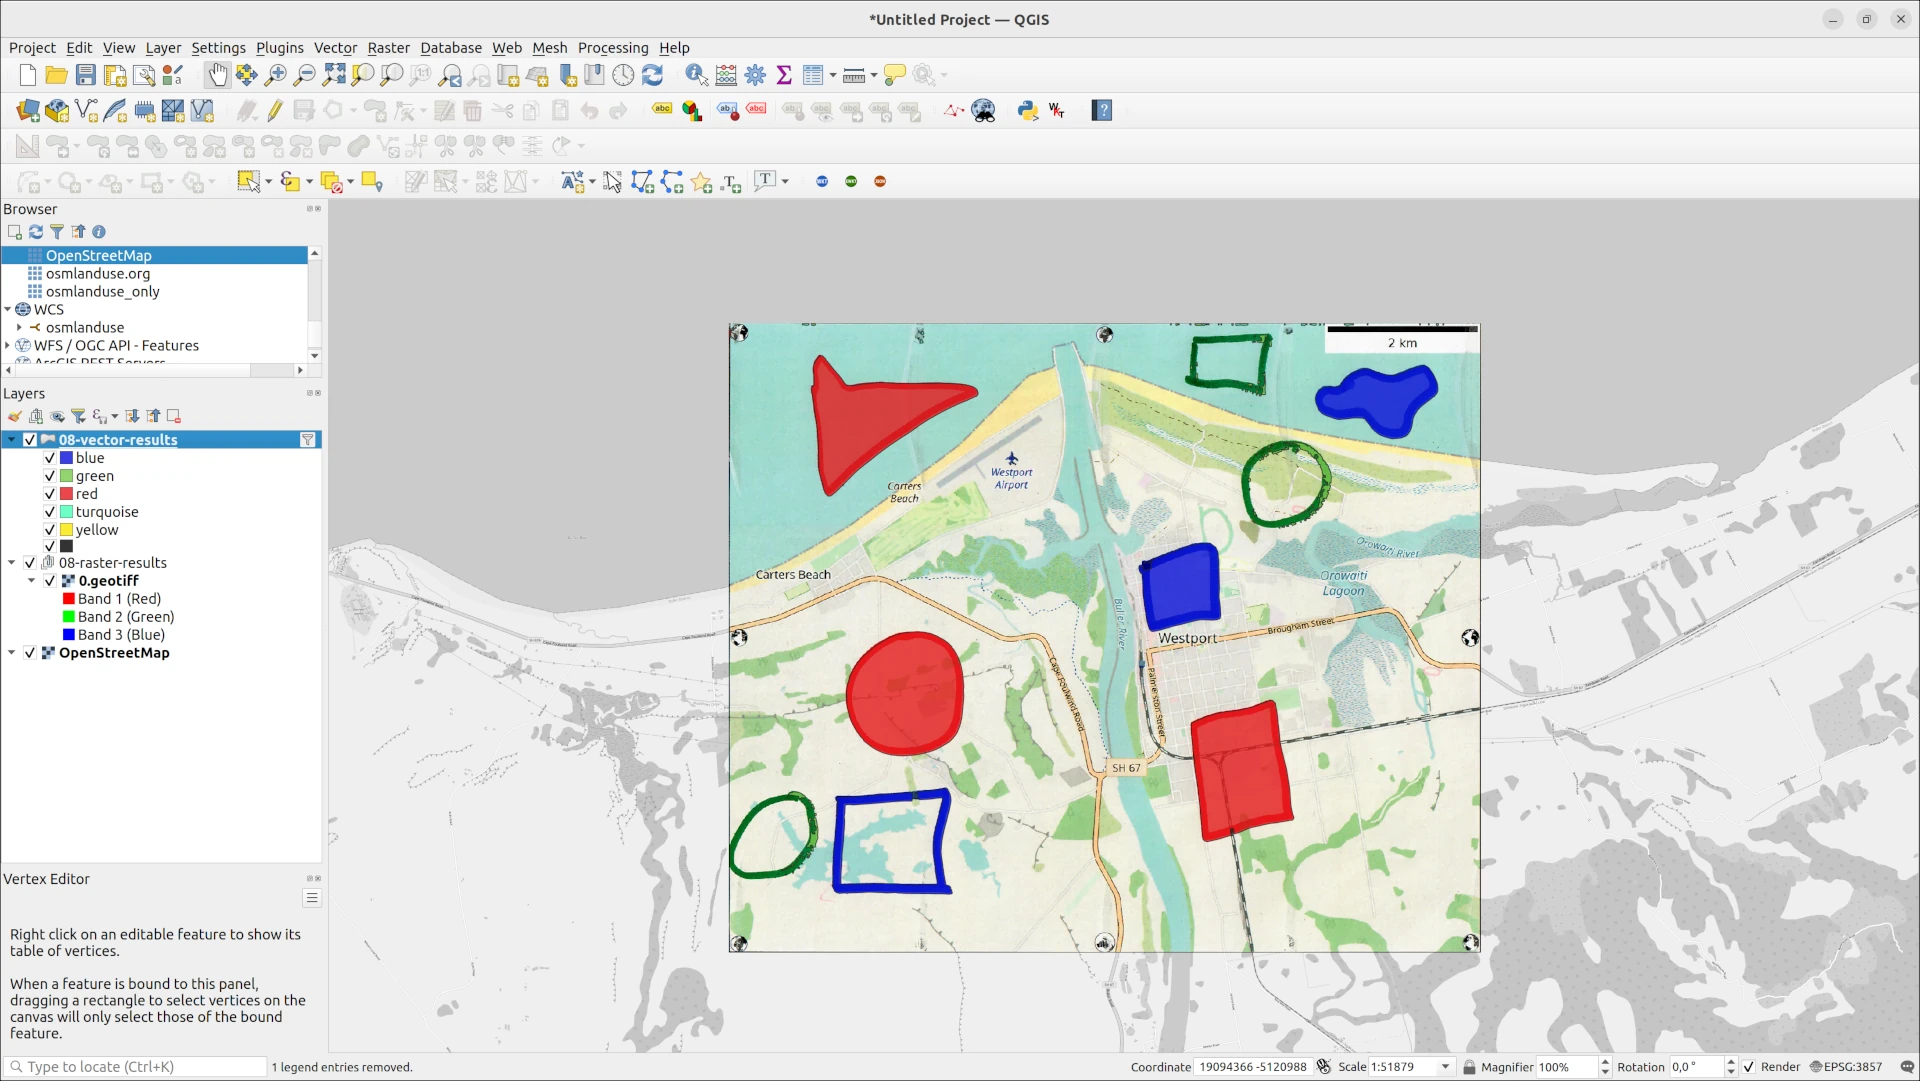 *Untitled Project — QGIS
Project Edit View Layer Settings Plugins Vector Raster Database Web Mesh Processing Help
Browser
OpenStreetMap
osmlanduse.org
osmlanduse_only
WCS
osmlanduse
WFS / OGC API - Features
ArcGIS REST Servers
Layers
08-vector-results
blue
green
red
turquoise
yellow
08-raster-results
0.geotiff
Band 1 (Red)
Band 2 (Green)
Band 3 (Blue)
OpenStreetMap
Vertex Editor
Right click on an editable feature to show its
table of vertices.
When a feature is bound to this panel,
dragging a rectangle to select vertices on the
canvas will only select those of the bound
feature.
2 km
Westport
Airport
Carters
Beach
Carters Beach
Orowaiti River
Orowaiti
Lagoon
Buller River
Westport
Brougham Street
Cape Foulwind Road
Palmerston Street
SH 67
Type to locate (Ctrl+K)
1 legend entries removed.
Coordinate 19094366 -5120988 Scale 1:51879 Magnifier 100% Rotation 0,0 ° Render EPSG:3857